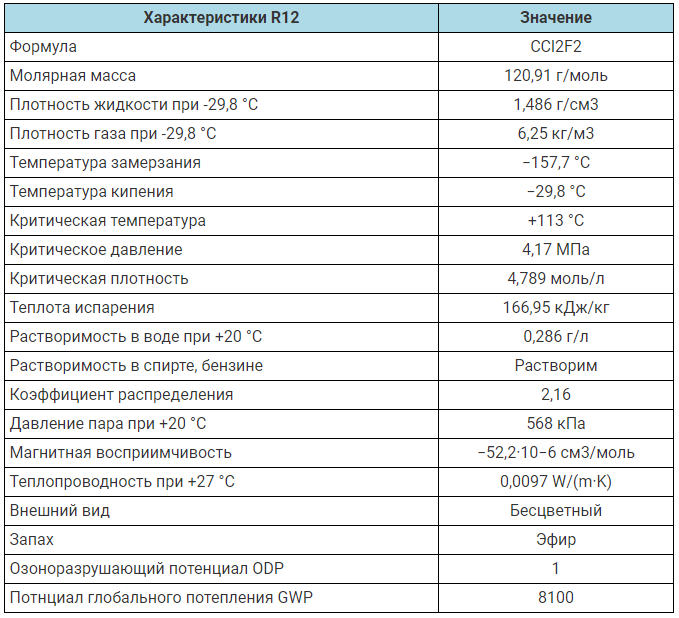 Характеристики R12 Значение
Формула CCl2F2
Молярная масса 120,91 г/моль
Плотность жидкости при -29,8 °C 1,486 г/см3
Плотность газа при -29,8 °C 6,25 кг/м3
Температура замерзания −157,7 °C
Температура кипения −29,8 °C
Критическая температура +113 °C
Критическое давление 4,17 МПа
Критическая плотность 4,789 моль/л
Теплота испарения 166,95 кДж/кг
Растворимость в воде при +20 °C 0,286 г/л
Растворимость в спирте, бензине Растворим
Коэффициент распределения 2,16
Давление пара при +20 °C 568 кПа
Магнитная восприимчивость −52,2·10−6 см3/моль
Теплопроводность при +27 °C 0,0097 W/(m·K)
Внешний вид Бесцветный
Запах Эфир
Озоноразрушающий потенциал ODP 1
Потнциал глобального потепления GWP 8100